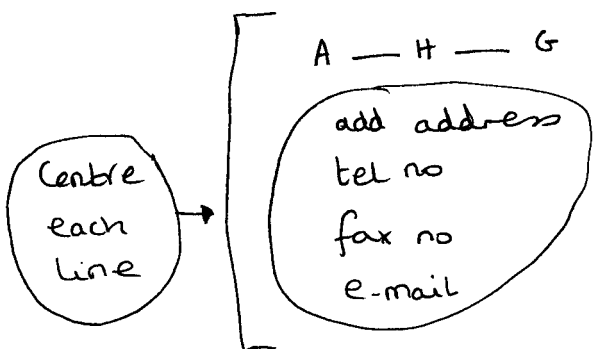 A — H — G
add address
tel no
fax no
e-mail
Centre
each
line